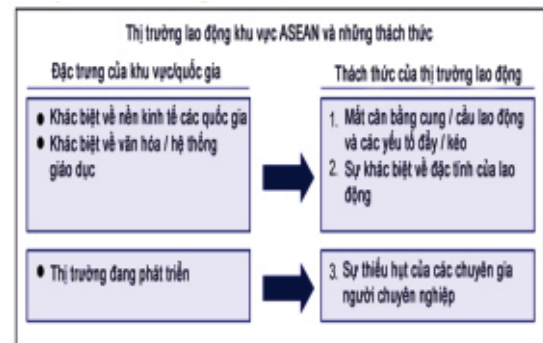 Thị trường lao động khu vực ASEAN và những thách thức
Đặc trưng của khu vực/quốc gia
● Khác biệt về nền kinh tế các quốc gia
● Khác biệt về văn hóa / hệ thống
giáo dục
● Thị trường đang phát triển
Thách thức của thị trường lao động
1. Mất cân bằng cung / cầu lao động
và các yếu tố đẩy / kéo
2. Sự khác biệt về đặc tính của lao
động
3. Sự thiếu hụt của các chuyên gia
người chuyên nghiệp